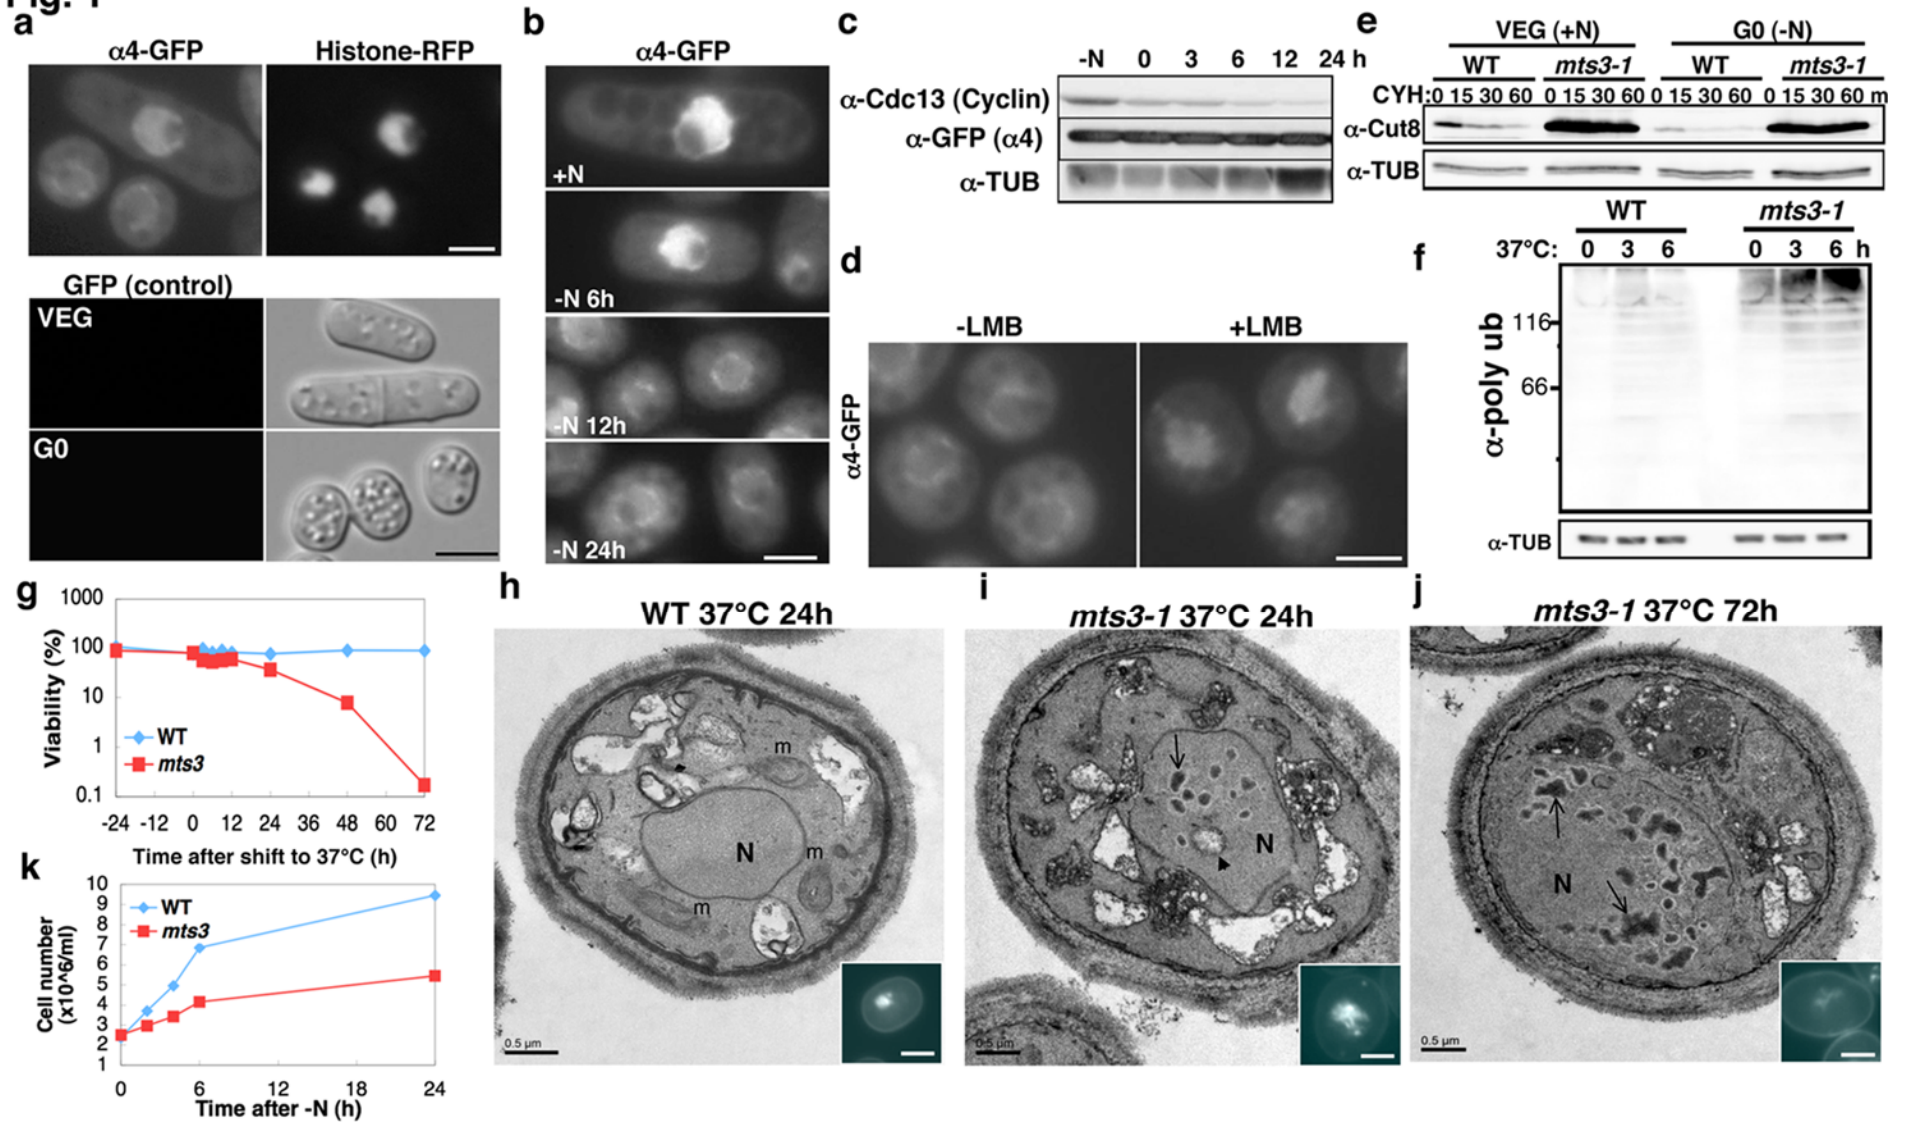 Fig. 1
a
α4-GFP
Histone-RFP
GFP (control)
VEG
G0
b
α4-GFP
+N
-N 6h
-N 12h
-N 24h
c
-N 0 3 6 12 24 h
α-Cdc13 (Cyclin)
α-GFP (α4)
α-TUB
d
-LMB
+LMB
α4-GFP
e
VEG (+N)
G0 (-N)
WT
mts3-1
WT
mts3-1
CYH: 0 15 30 60 0 15 30 60 0 15 30 60 0 15 30 60 m
α-Cut8
α-TUB
f
WT
mts3-1
37°C: 0 3 6 0 3 6 h
116
66
α-poly ub
α-TUB
g
1000
100
10
1
0.1
Viability (%)
WT
mts3
-24 -12 0 12 24 36 48 60 72
Time after shift to 37°C (h)
h
WT 37°C 24h
m
N
m
m
0.5 µm
i
mts3-1 37°C 24h
N
0.5 µm
j
mts3-1 37°C 72h
N
0.5 µm
k
10
9
8
7
6
5
4
3
2
1
Cell number
(x10^6/ml)
WT
mts3
0 6 12 18 24
Time after -N (h)